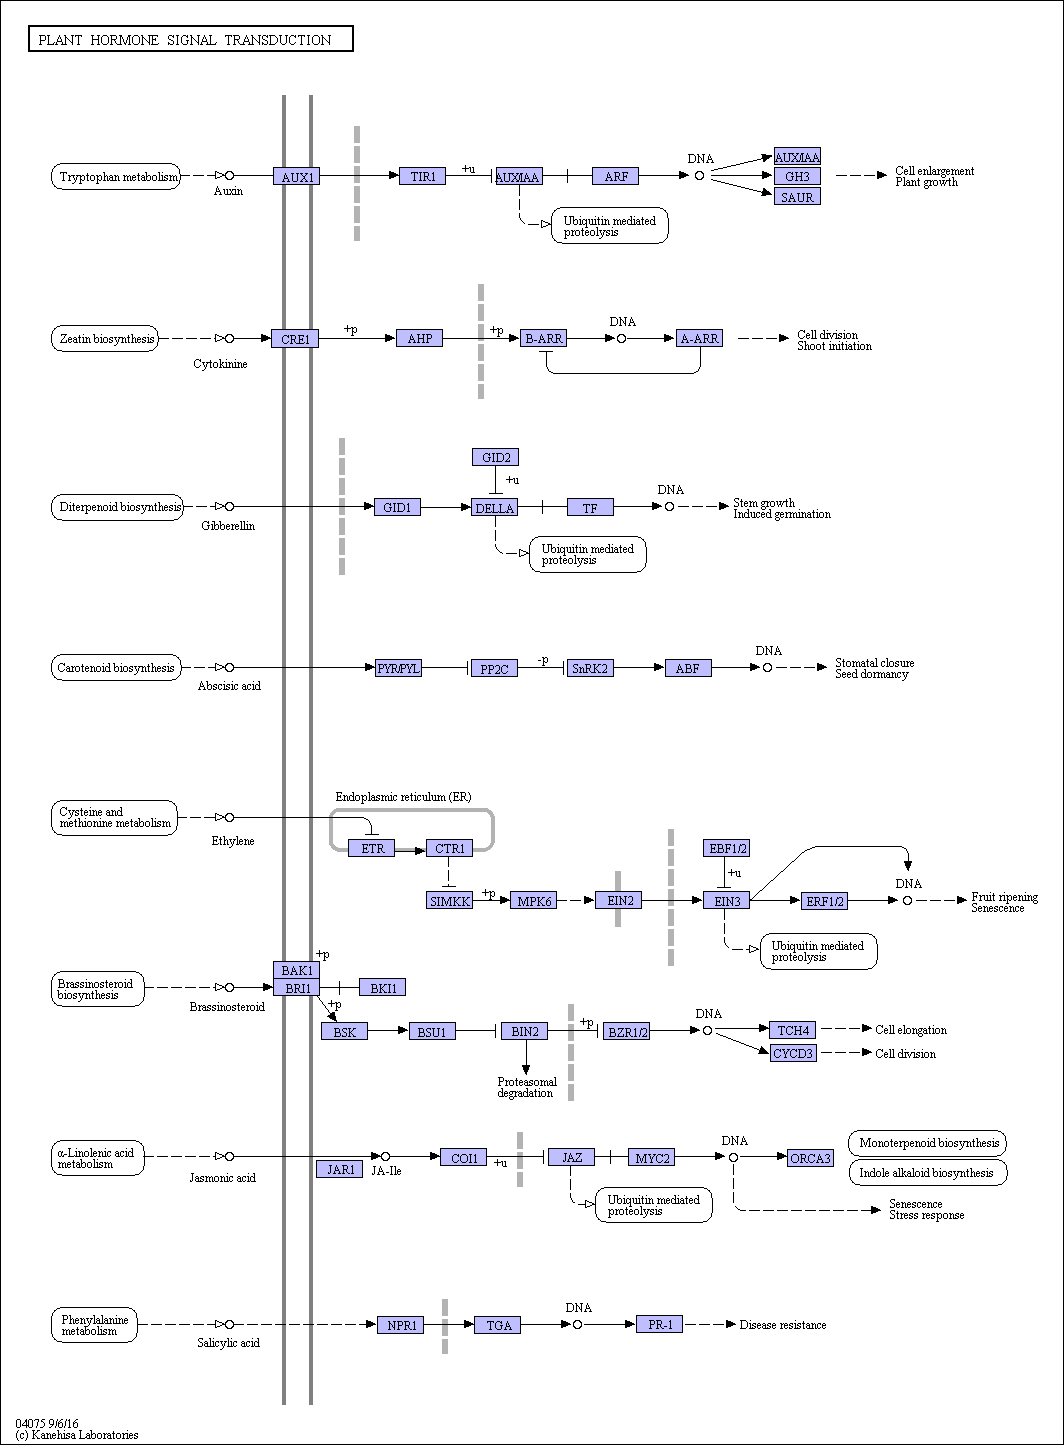 PLANT HORMONE SIGNAL TRANSDUCTION
Tryptophan metabolism
Auxin
AUX1
TIR1
+u
AUX/IAA
ARF
DNA
AUX/IAA
GH3
SAUR
Cell enlargement
Plant growth
Ubiquitin mediated
proteolysis
Zeatin biosynthesis
Cytokinine
CRE1
+p
AHP
+p
B-ARR
DNA
A-ARR
Cell division
Shoot initiation
GID2
+u
Diterpenoid biosynthesis
Gibberellin
GID1
DELLA
TF
DNA
Stem growth
Induced germination
Ubiquitin mediated
proteolysis
Carotenoid biosynthesis
Abscisic acid
PYR/PYL
PP2C
-p
SnRK2
ABF
DNA
Stomatal closure
Seed dormancy
Endoplasmic reticulum (ER)
Cysteine and
methionine metabolism
Ethylene
ETR
CTR1
SIMKK
+p
MPK6
EIN2
EBF1/2
+u
EIN3
ERF1/2
DNA
Fruit ripening
Senescence
Ubiquitin mediated
proteolysis
Brassinosteroid
biosynthesis
Brassinosteroid
BAK1
+p
BRI1
BKI1
+p
BSK
BSU1
BIN2
+p
BZR1/2
DNA
TCH4
Cell elongation
CYCD3
Cell division
Proteasomal
degradation
α-Linolenic acid
metabolism
Jasmonic acid
JAR1
JA-Ile
COI1
+u
JAZ
MYC2
DNA
ORCA3
Monoterpenoid biosynthesis
Indole alkaloid biosynthesis
Ubiquitin mediated
proteolysis
Senescence
Stress response
Phenylalanine
metabolism
Salicylic acid
NPR1
TGA
DNA
PR-1
Disease resistance
04075 9/6/16
(c) Kanehisa Laboratories